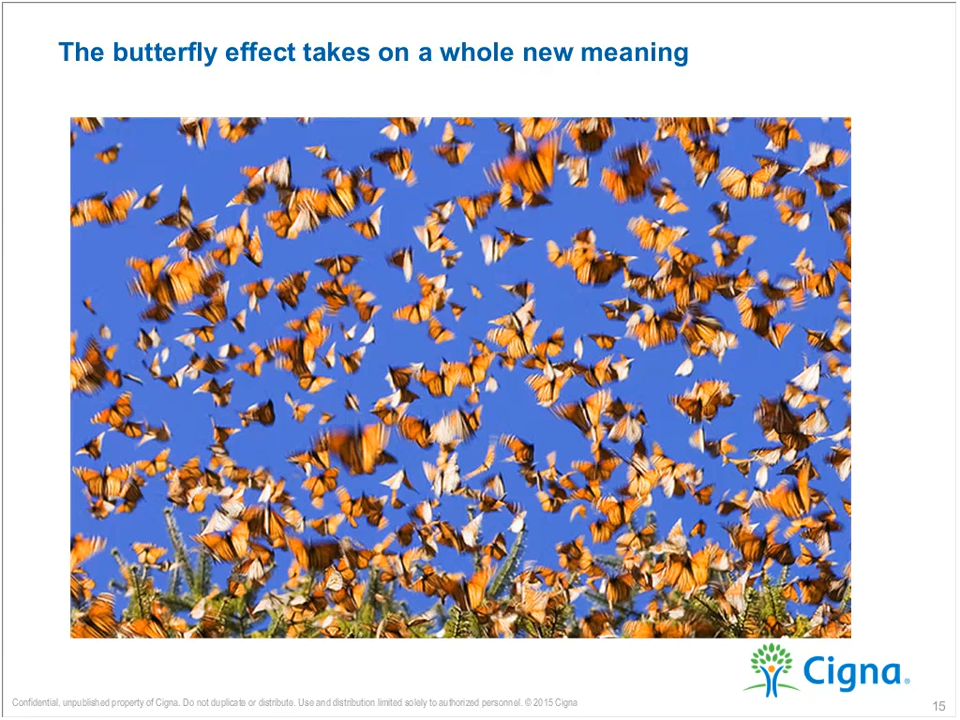 The butterfly effect takes on a whole new meaning
Cigna®
Confidential, unpublished property of Cigna. Do not duplicate or distribute. Use and distribution limited solely to authorized personnel. © 2015 Cigna
15